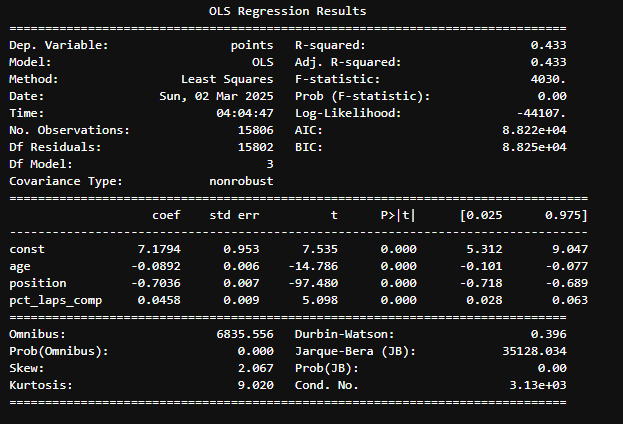 OLS Regression Results
==============================================================================
Dep. Variable: points R-squared: 0.433
Model: OLS Adj. R-squared: 0.433
Method: Least Squares F-statistic: 4030.
Date: Sun, 02 Mar 2025 Prob (F-statistic): 0.00
Time: 04:04:47 Log-Likelihood: -44107.
No. Observations: 15806 AIC: 8.822e+04
Df Residuals: 15802 BIC: 8.825e+04
Df Model: 3
Covariance Type: nonrobust
=================================================================================
coef std err t P>|t| [0.025 0.975]
---------------------------------------------------------------------------------
const 7.1794 0.953 7.535 0.000 5.312 9.047
age -0.0892 0.006 -14.786 0.000 -0.101 -0.077
position -0.7036 0.007 -97.480 0.000 -0.718 -0.689
pct_laps_comp 0.0458 0.009 5.098 0.000 0.028 0.063
==============================================================================
Omnibus: 6835.556 Durbin-Watson: 0.396
Prob(Omnibus): 0.000 Jarque-Bera (JB): 35128.034
Skew: 2.067 Prob(JB): 0.00
Kurtosis: 9.020 Cond. No. 3.13e+03
==============================================================================